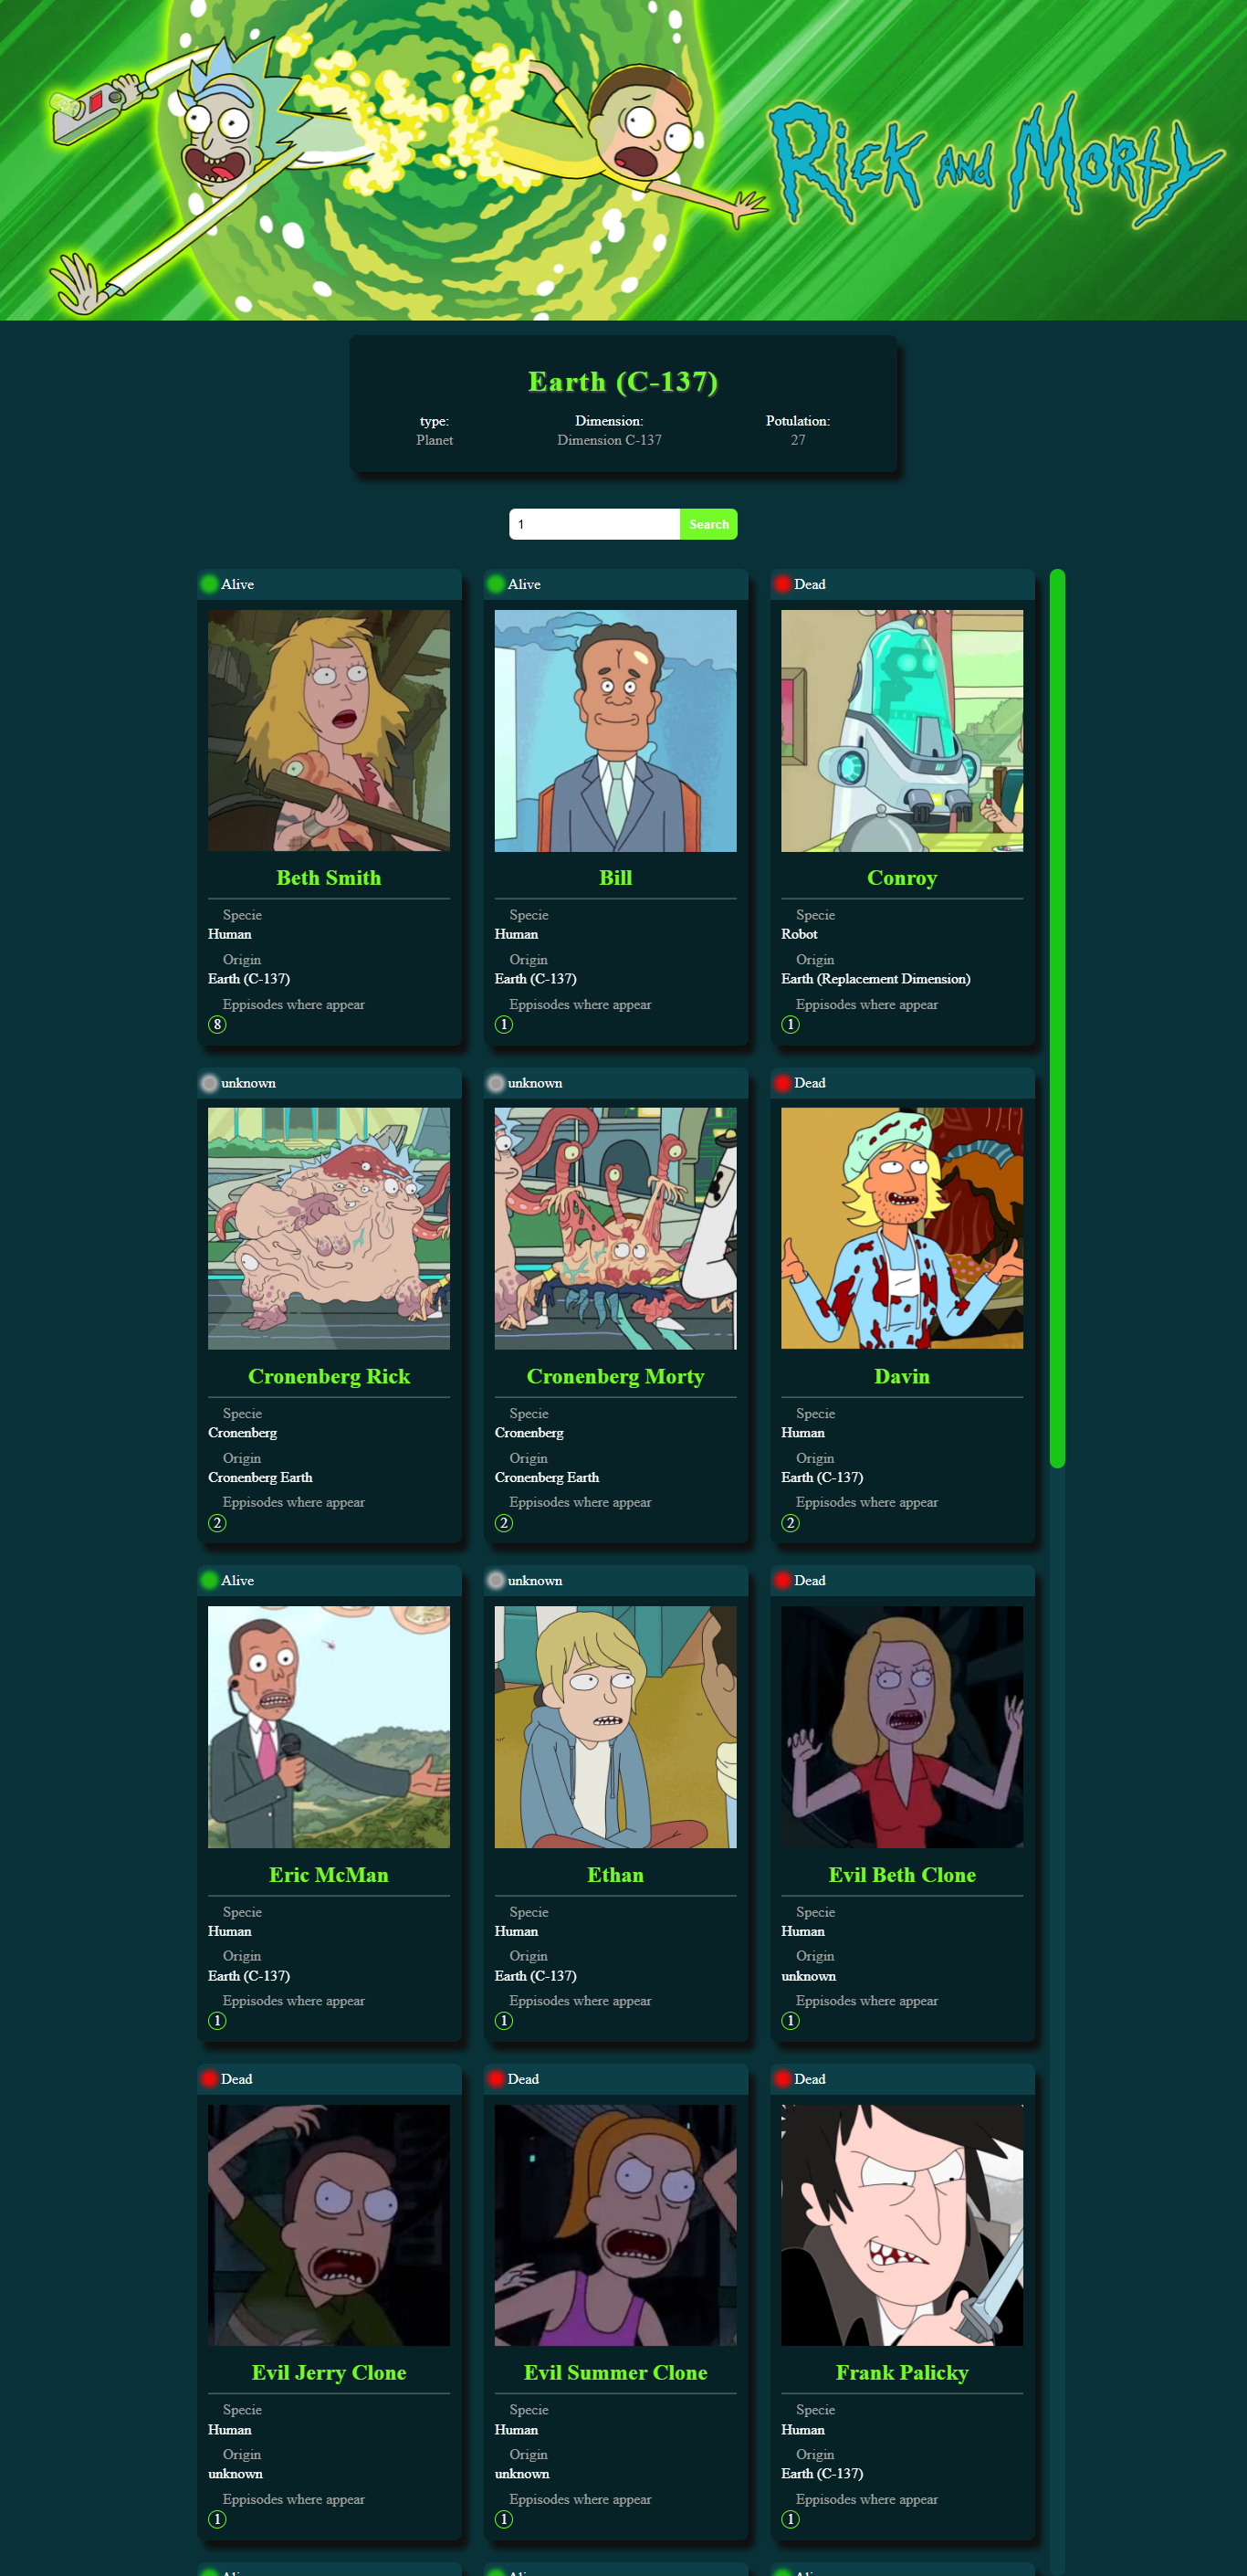 Rick and Morty
Earth (C-137)
type: Dimension: Potulation:
Planet Dimension C-137 27
1 Search
Alive Alive Dead
Beth Smith Bill Conroy
Specie Specie Specie
Human Human Robot
Origin Origin Origin
Earth (C-137) Earth (C-137) Earth (Replacement Dimension)
Eppisodes where appear Eppisodes where appear Eppisodes where appear
8 1 1
unknown unknown Dead
Cronenberg Rick Cronenberg Morty Davin
Specie Specie Specie
Cronenberg Cronenberg Human
Origin Origin Origin
Cronenberg Earth Cronenberg Earth Earth (C-137)
Eppisodes where appear Eppisodes where appear Eppisodes where appear
2 2 2
Alive unknown Dead
Eric McMan Ethan Evil Beth Clone
Specie Specie Specie
Human Human Human
Origin Origin Origin
Earth (C-137) Earth (C-137) unknown
Eppisodes where appear Eppisodes where appear Eppisodes where appear
1 1 1
Dead Dead Dead
Evil Jerry Clone Evil Summer Clone Frank Palicky
Specie Specie Specie
Human Human Human
Origin Origin Origin
unknown unknown Earth (C-137)
Eppisodes where appear Eppisodes where appear Eppisodes where appear
1 1 1